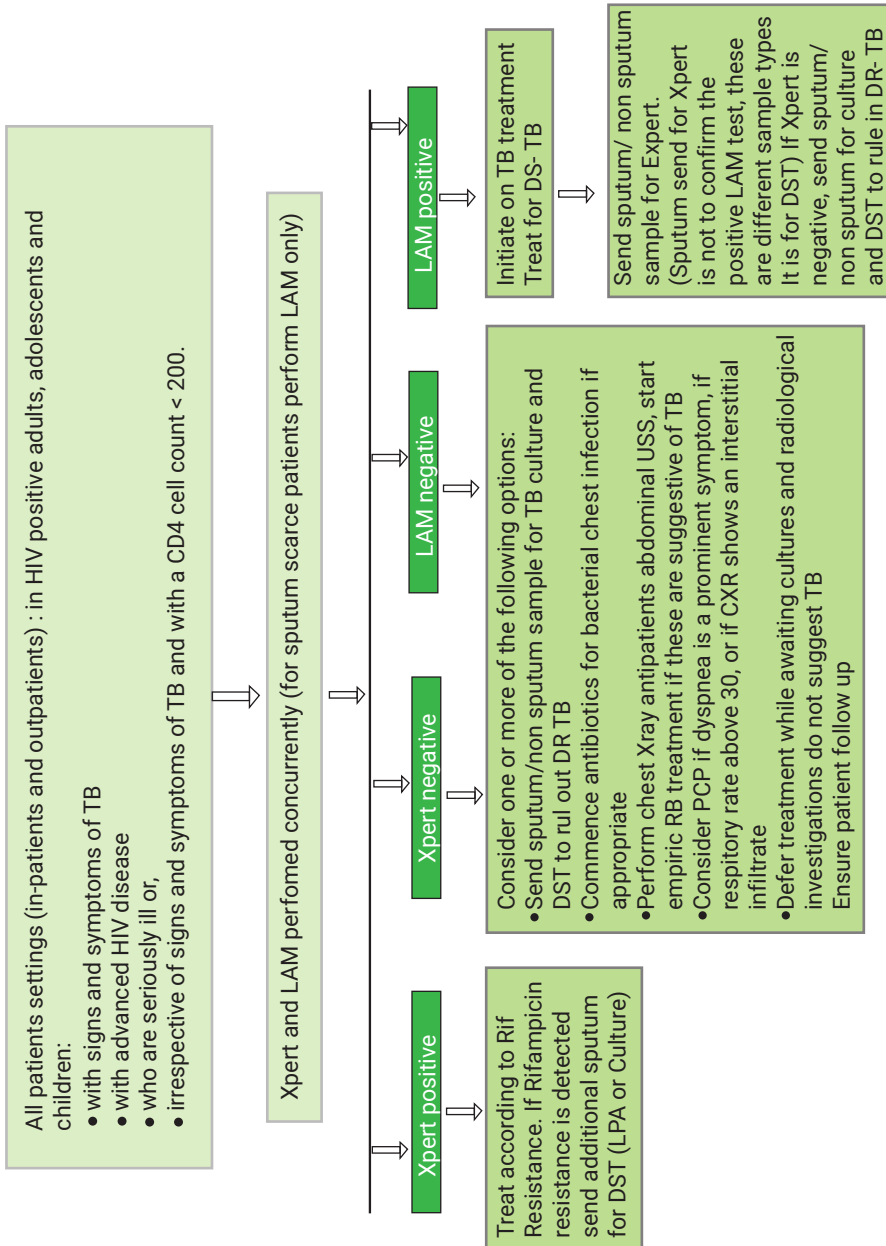 All patients settings (in-patients and outpatients) : in HIV positive adults, adolescents and
children:
• with signs and symptoms of TB
• with advanced HIV disease
• who are seriously ill or,
• irrespective of signs and symptoms of TB and with a CD4 cell count < 200.
Xpert and LAM perfomed concurrently (for sputum scarce patients perform LAM only)
Xpert positive
Xpert negative
LAM negative
LAM positive
Treat according to Rif
Resistance. If Rifampicin
resistance is detected
send additional sputum
for DST (LPA or Culture)
Consider one or more of the following options:
• Send sputum/non sputum sample for TB culture and
DST to rul out DR TB
• Commence antibiotics for bacterial chest infection if
appropriate
• Perform chest Xray antipatients abdominal USS, start
empiric RB treatment if these are suggestive of TB
• Consider PCP if dyspnea is a prominent symptom, if
respitory rate above 30, or if CXR shows an interstitial
infiltrate
• Defer treatment while awaiting cultures and radiological
investigations do not suggest TB
Ensure patient follow up
Initiate on TB treatment
Treat for DS- TB
Send sputum/ non sputum
sample for Expert.
(Sputum send for Xpert
is not to confirm the
positive LAM test, these
are different sample types
It is for DST) If Xpert is
negative, send sputum/
non sputum for culture
and DST to rule in DR- TB